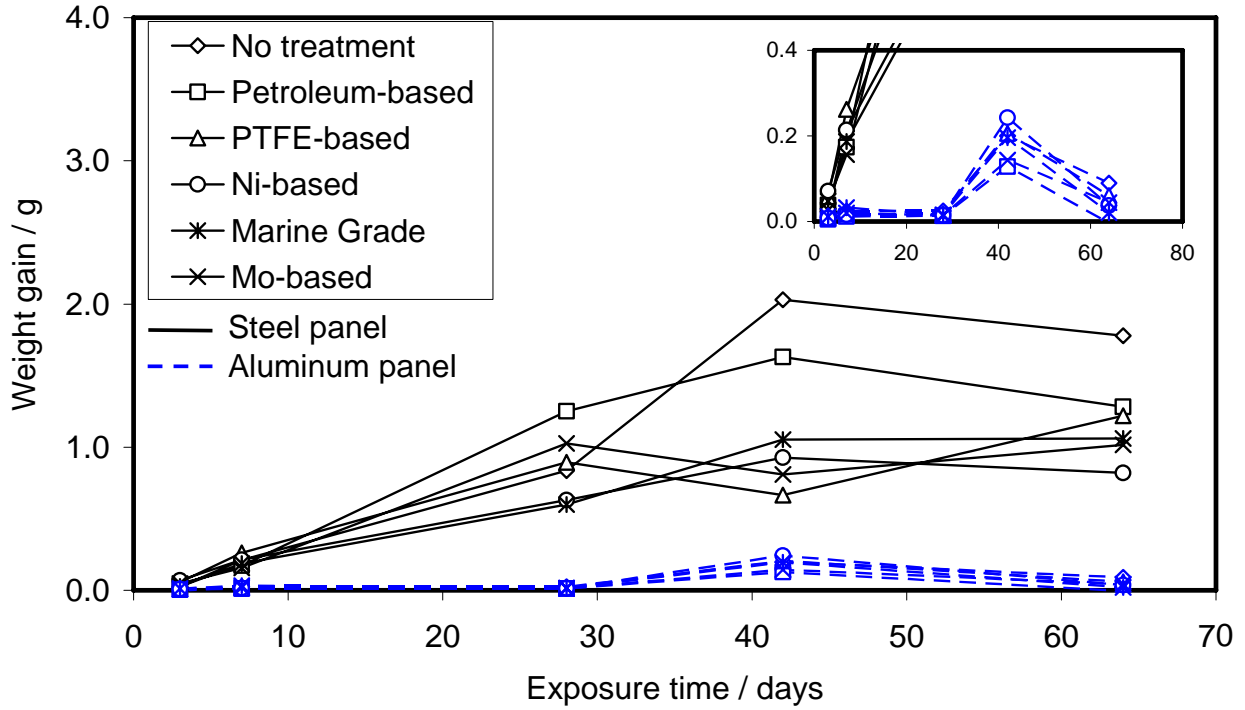 4.0
3.0
2.0
1.0
0.0
Weight gain / g
No treatment
Petroleum-based
PTFE-based
Ni-based
Marine Grade
Mo-based
Steel panel
Aluminum panel
0.4
0.2
0.0
0 20 40 60 80
0 10 20 30 40 50 60 70
Exposure time / days